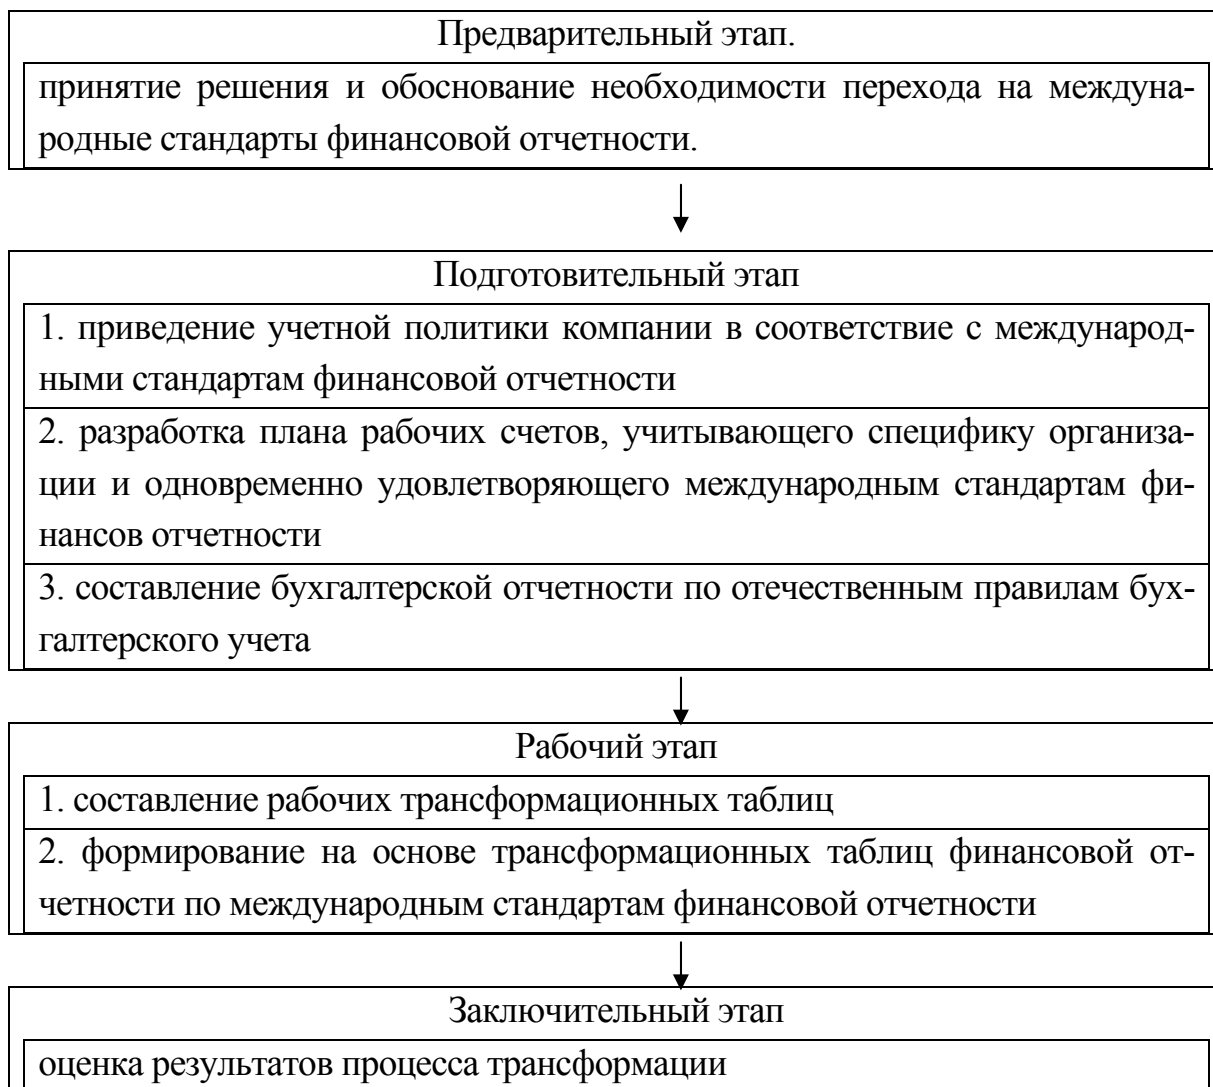 Предварительный этап.
принятие решения и обоснование необходимости перехода на междуна-
родные стандарты финансовой отчетности.
Подготовительный этап
1. приведение учетной политики компании в соответствие с международ-
ными стандартам финансовой отчетности
2. разработка плана рабочих счетов, учитывающего специфику организа-
ции и одновременно удовлетворяющего международным стандартам фи-
нансов отчетности
3. составление бухгалтерской отчетности по отечественным правилам бух-
галтерского учета
Рабочий этап
1. составление рабочих трансформационных таблиц
2. формирование на основе трансформационных таблиц финансовой от-
четности по международным стандартам финансовой отчетности
Заключительный этап
оценка результатов процесса трансформации